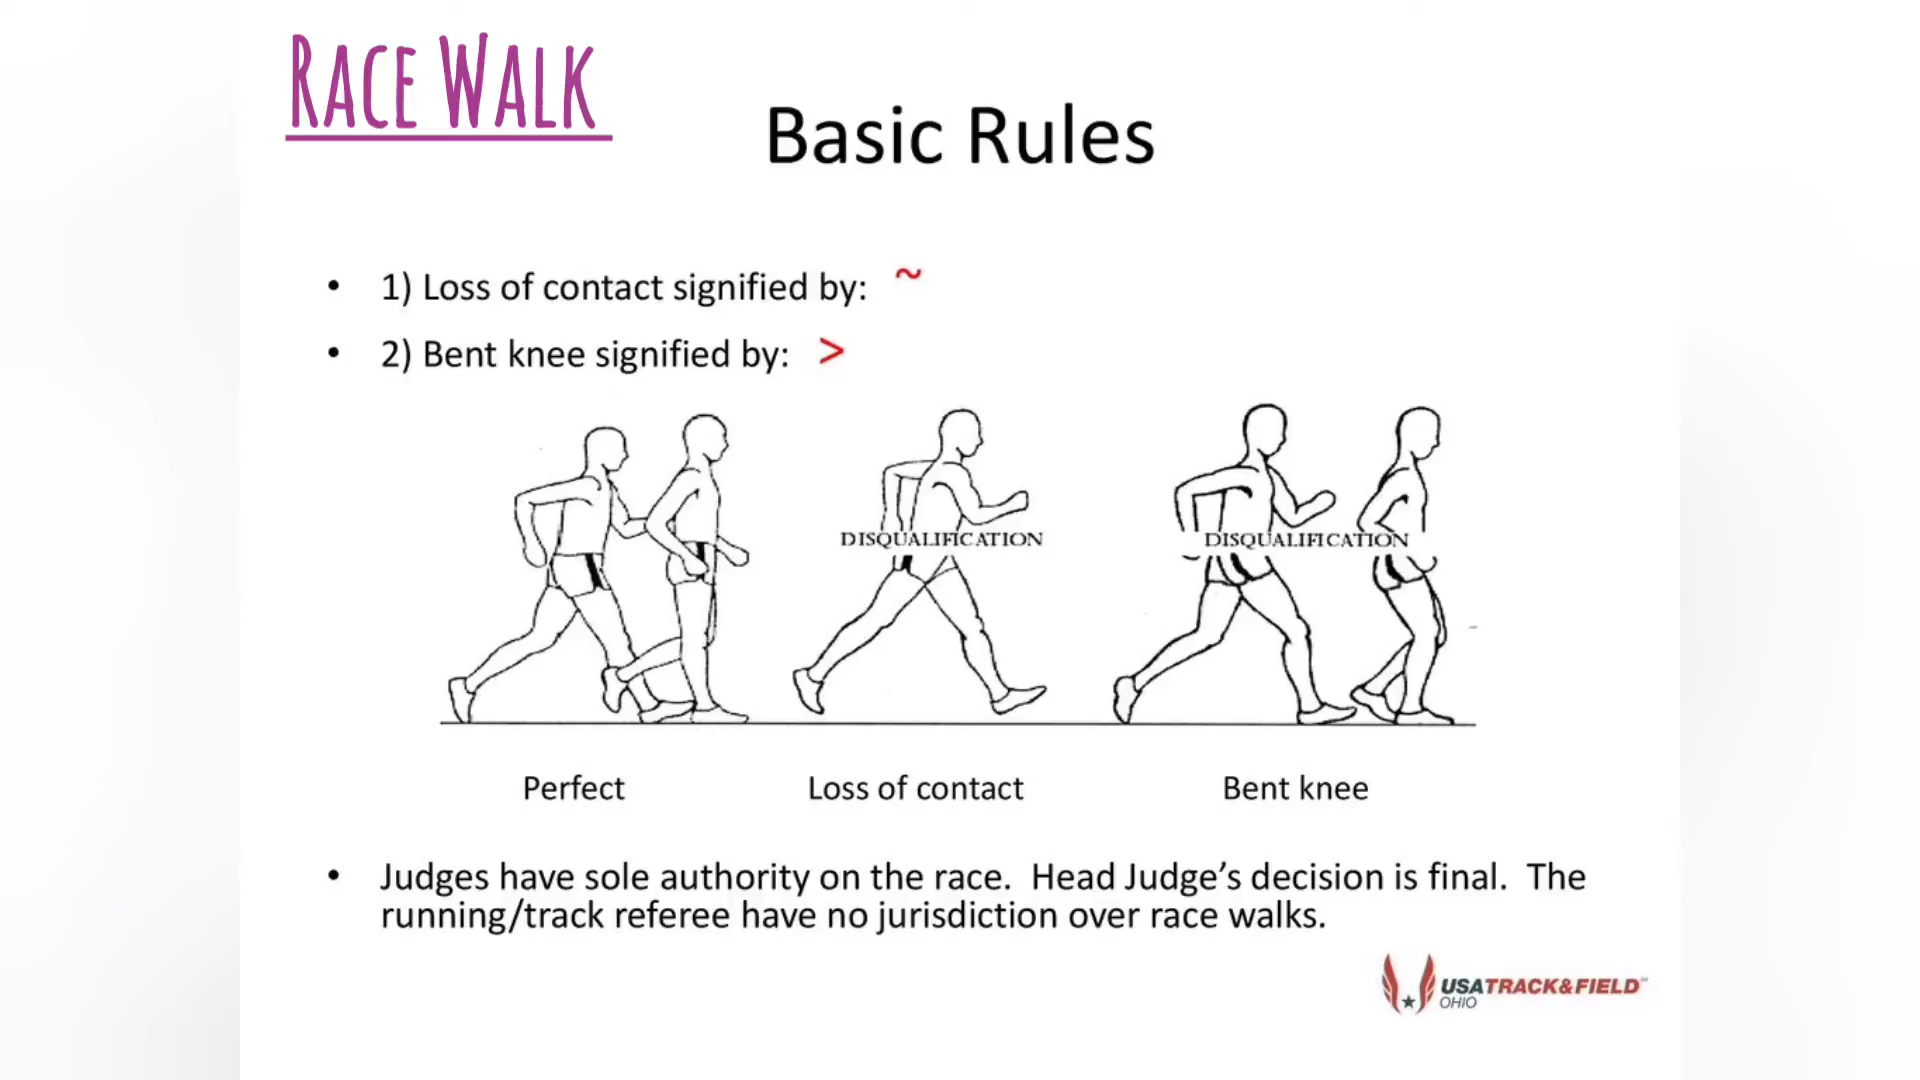 RACE WALK
Basic Rules
• 1) Loss of contact signified by: ~
• 2) Bent knee signified by: >
DISQUALIFICATION
DISQUALIFICATION
Perfect
Loss of contact
Bent knee
• Judges have sole authority on the race. Head Judge’s decision is final. The
running/track referee have no jurisdiction over race walks.
USATRACK&FIELD™
OHIO